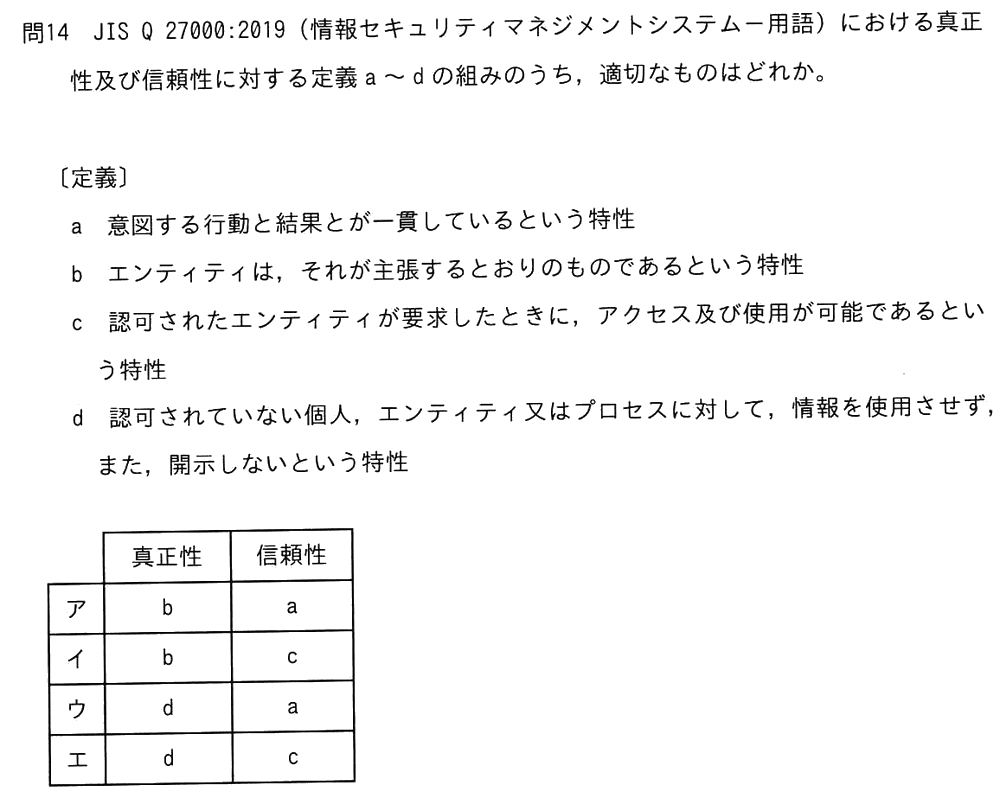 問14 JIS Q 27000:2019（情報セキュリティマネジメントシステム－用語）における真正
性及び信頼性に対する定義 a ～ d の組みのうち，適切なものはどれか。
〔定義〕
a 意図する行動と結果とが一貫しているという特性
b エンティティは，それが主張するとおりのものであるという特性
c 認可されたエンティティが要求したときに，アクセス及び使用が可能であるとい
う特性
d 認可されていない個人，エンティティ又はプロセスに対して，情報を使用させず，
また，開示しないという特性
真正性 信頼性
ア b a
イ b c
ウ d a
エ d c